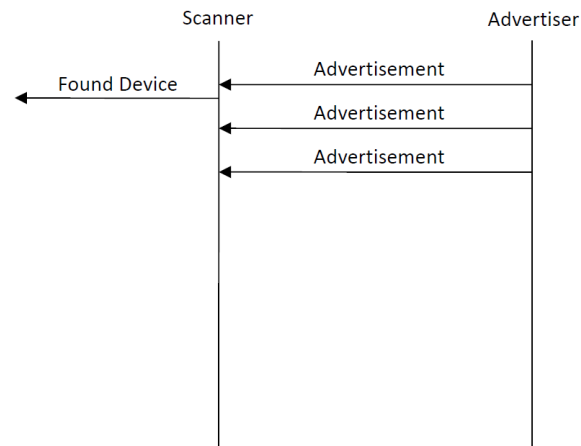 Scanner
Advertiser
Advertisement
Found Device
Advertisement
Advertisement